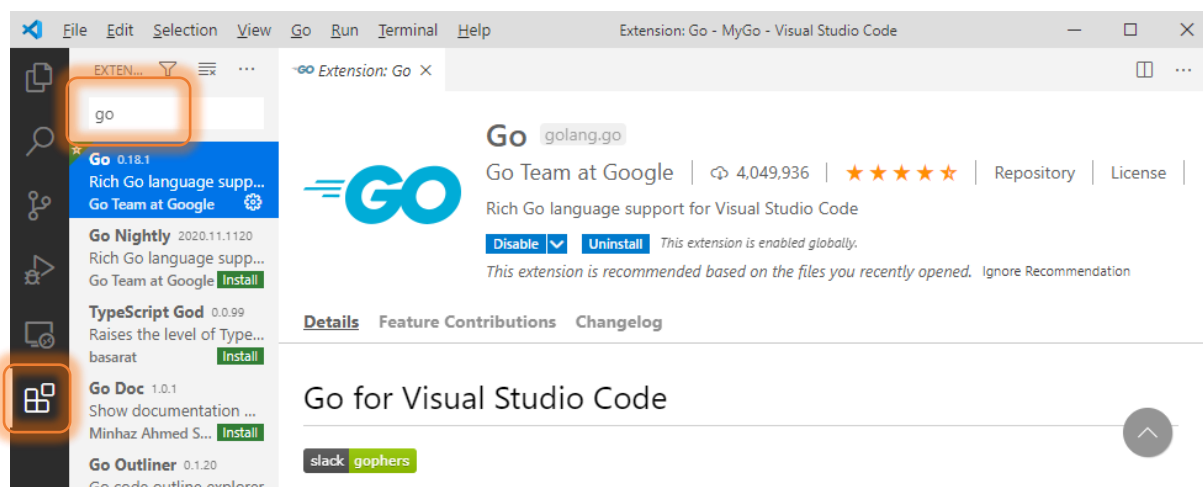 File Edit Selection View Go Run Terminal Help Extension: Go - MyGo - Visual Studio Code
EXTEN...
go
Go 0.18.1
Rich Go language supp...
Go Team at Google
Go Nightly 2020.11.1120
Rich Go language supp...
Go Team at Google Install
TypeScript God 0.0.99
Raises the level of Type...
basarat Install
Go Doc 1.0.1
Show documentation ...
Minhaz Ahmed S... Install
Go Outliner 0.1.20
Go code outline explorer
GO Extension: Go
GO
Go golang.go
Go Team at Google 4,049,936 Repository License
Rich Go language support for Visual Studio Code
Disable Uninstall This extension is enabled globally.
This extension is recommended based on the files you recently opened. Ignore Recommendation
Details Feature Contributions Changelog
Go for Visual Studio Code
slack gophers